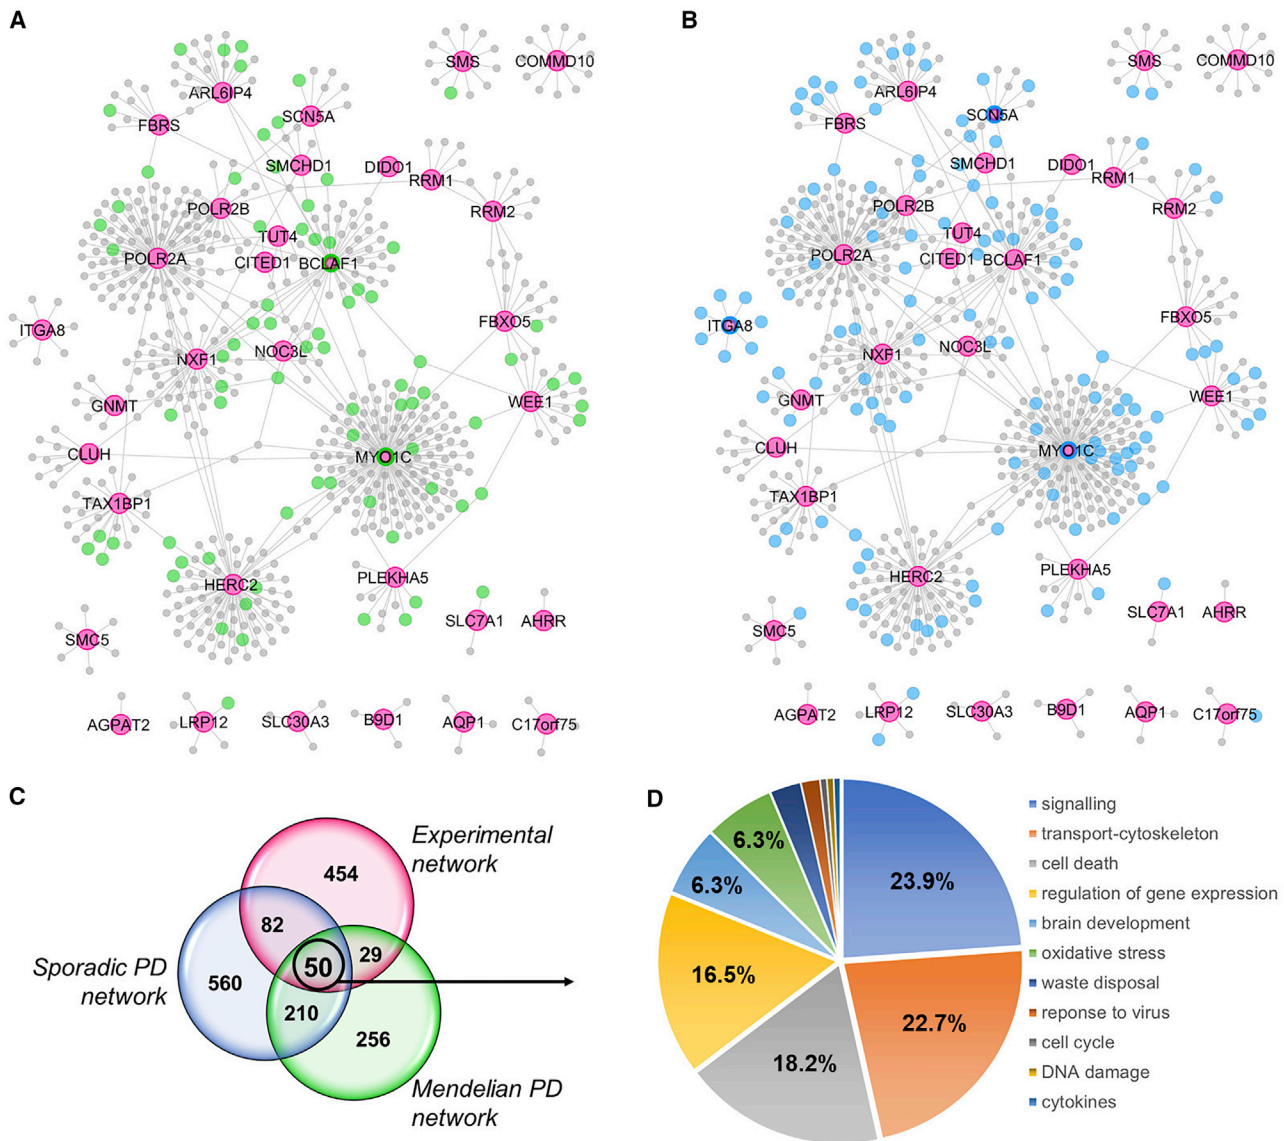 A
SMS
COMMD10
ARL6IP4
SCN5A
FBRS
SMCHD1
DIDO1
RRM1
POLR2B
RRM2
TUT4
POLR2A
CITED1
BCLAF1
ITGA8
FBXO5
NXF1
NOC3L
GNMT
WEE1
CLUH
MYO1C
TAX1BP1
HERC2
PLEKHA5
SLC7A1
AHRR
SMC5
AGPAT2
LRP12
SLC30A3
B9D1
AQP1
C17orf75
B
SMS
COMMD10
ARL6IP4
SCN5A
FBRS
SMCHD1
DIDO1
RRM1
POLR2B
RRM2
TUT4
POLR2A
CITED1
BCLAF1
ITGA8
FBXO5
NXF1
NOC3L
GNMT
WEE1
CLUH
MYO1C
TAX1BP1
HERC2
PLEKHA5
SLC7A1
AHRR
SMC5
AGPAT2
LRP12
SLC30A3
B9D1
AQP1
C17orf75
C
Experimental
network
454
82
29
50
Sporadic PD
network
560
210
256
Mendelian PD
network
D
6.3%
6.3%
23.9%
16.5%
22.7%
18.2%
signalling
transport-cytoskeleton
cell death
regulation of gene expression
brain development
oxidative stress
waste disposal
reponse to virus
cell cycle
DNA damage
cytokines